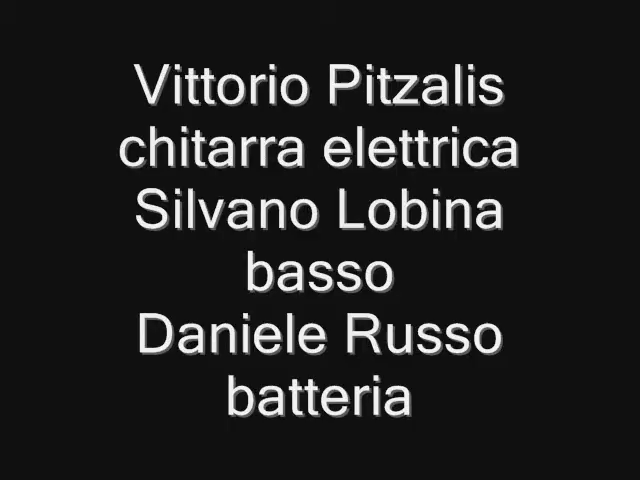 Vittorio Pitzalis
chitarra elettrica
Silvano Lobina
basso
Daniele Russo
batteria